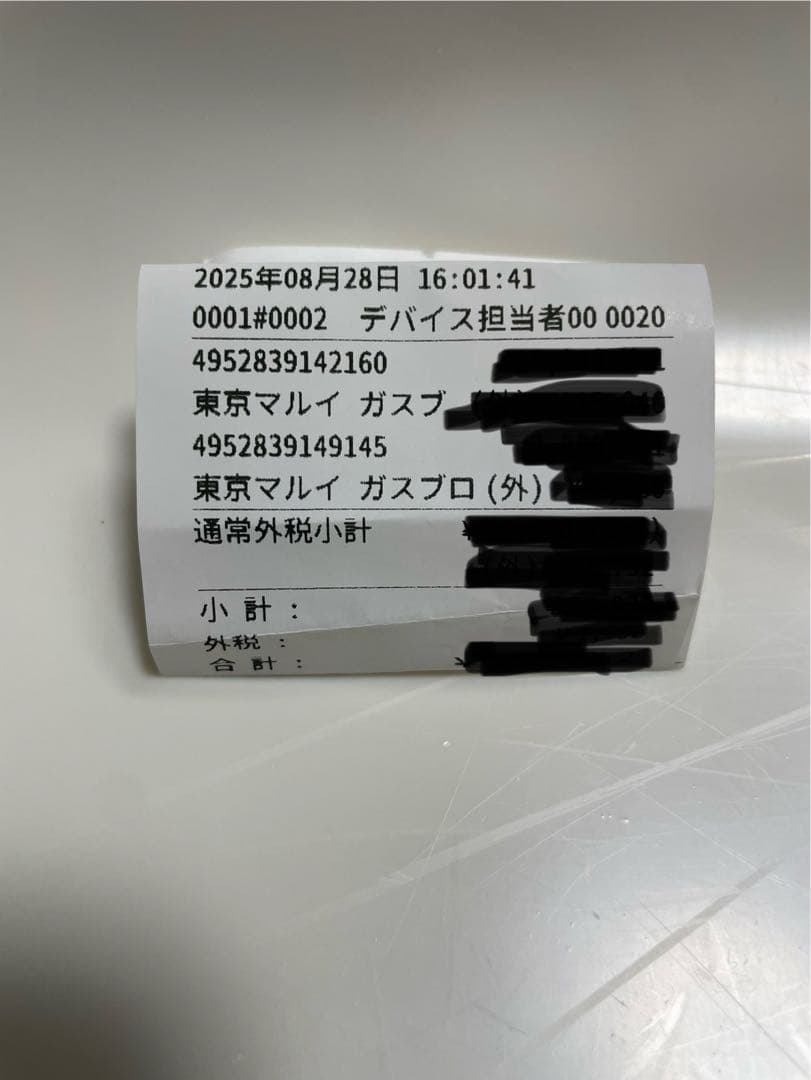 2025年08月28日 16:01:41
0001#0002 デバイス担当者00 0020
4952839142160
東京マルイ ガスブ
4952839149145
東京マルイ ガスブロ(外)
通常外税小計
小計:
外税:
合計: